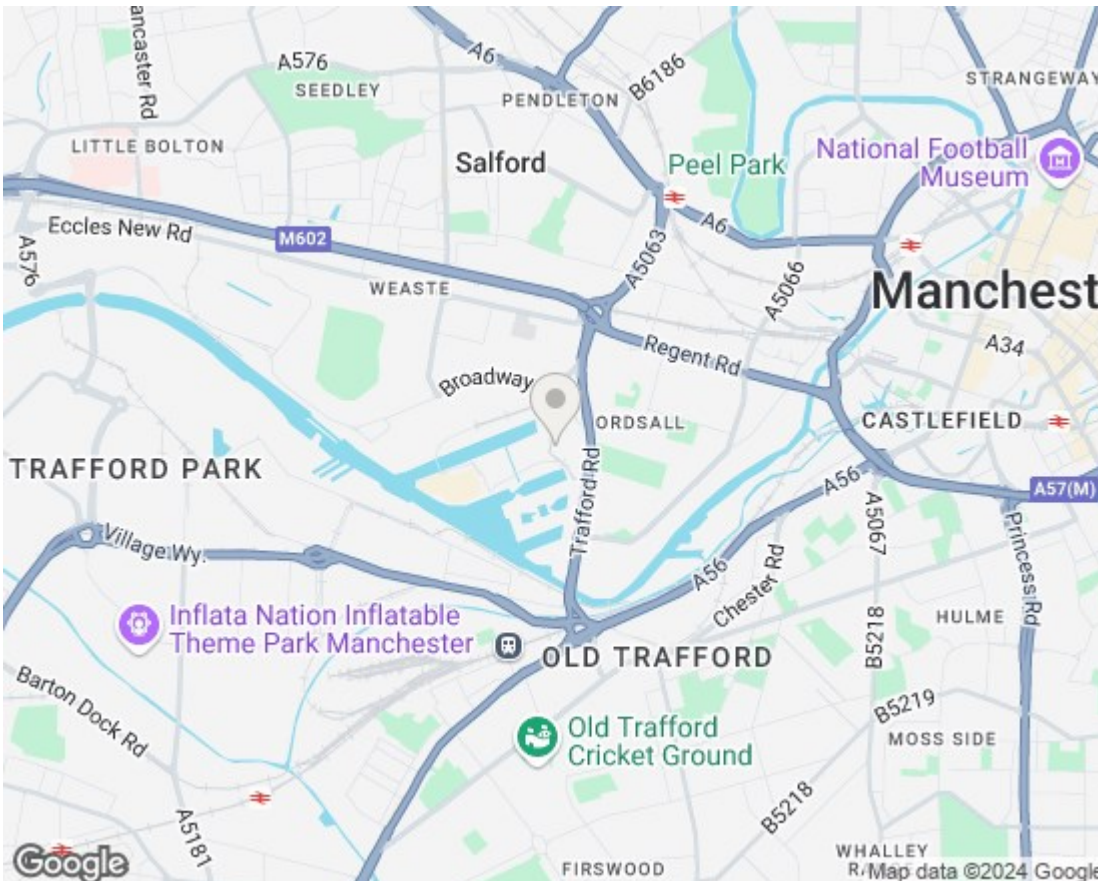 ancaster Rd
A576
SEEDLEY
A6
PENDLETON
B6186
STRANGEWAY
LITTLE BOLTON
Salford
Peel Park
National Football
Museum
Eccles New Rd
M602
A576
A5063
A6
A5066
WEASTE
Manchest
A34
Regent Rd
Broadway
ORDSALL
CASTLEFIELD
TRAFFORD PARK
Trafford Rd
A56
A57(M)
Village Wy.
A56
Chester Rd
A5067
Princess Rd
Inflata Nation Inflatable
Theme Park Manchester
OLD TRAFFORD
B5218
HULME
Barton Dock Rd
Old Trafford
Cricket Ground
B5219
MOSS SIDE
A5181
B5218
FIRSWOOD
WHALLEY
Google
Map data ©2024 Google